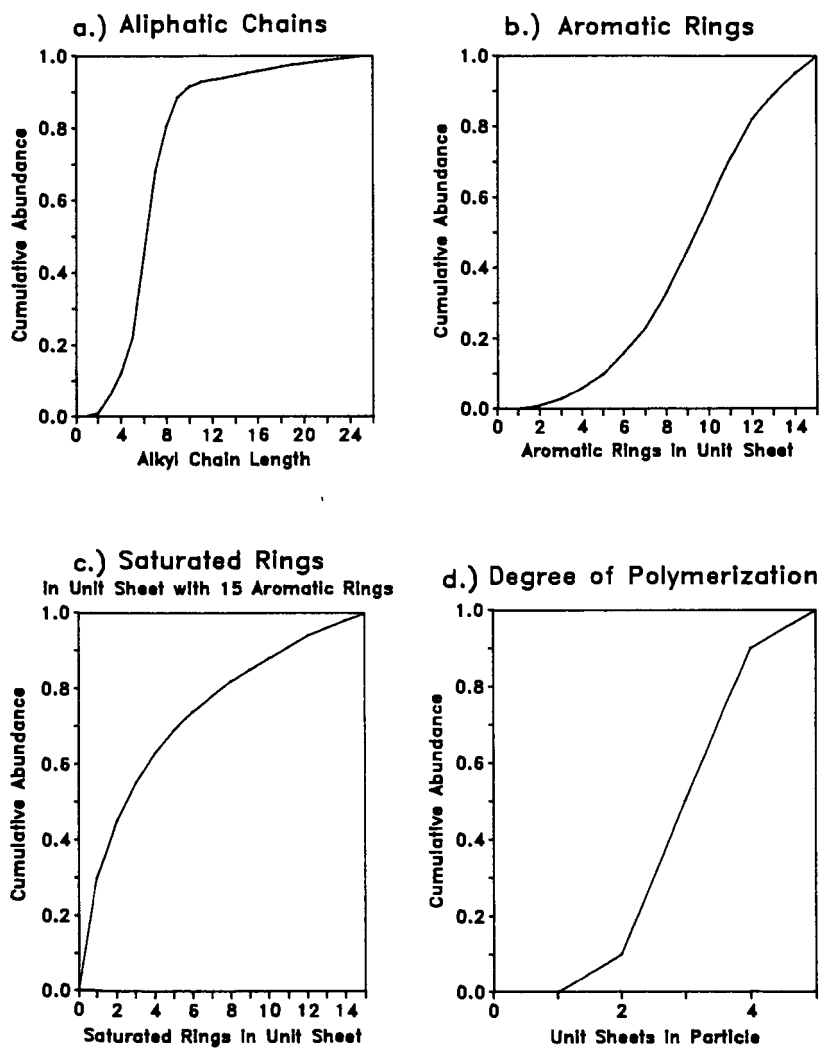 a.) Aliphatic Chains
Cumulative Abundance
1.0
0.8
0.6
0.4
0.2
0.0
0 4 8 12 16 20 24
Alkyl Chain Length
b.) Aromatic Rings
Cumulative Abundance
1.0
0.8
0.6
0.4
0.2
0.0
0 2 4 6 8 10 12 14
Aromatic Rings in Unit Sheet
c.) Saturated Rings
in Unit Sheet with 15 Aromatic Rings
Cumulative Abundance
1.0
0.8
0.6
0.4
0.2
0.0
0 2 4 6 8 10 12 14
Saturated Rings in Unit Sheet
d.) Degree of Polymerization
Cumulative Abundance
1.0
0.8
0.6
0.4
0.2
0.0
0 2 4
Unit Sheets in Particle